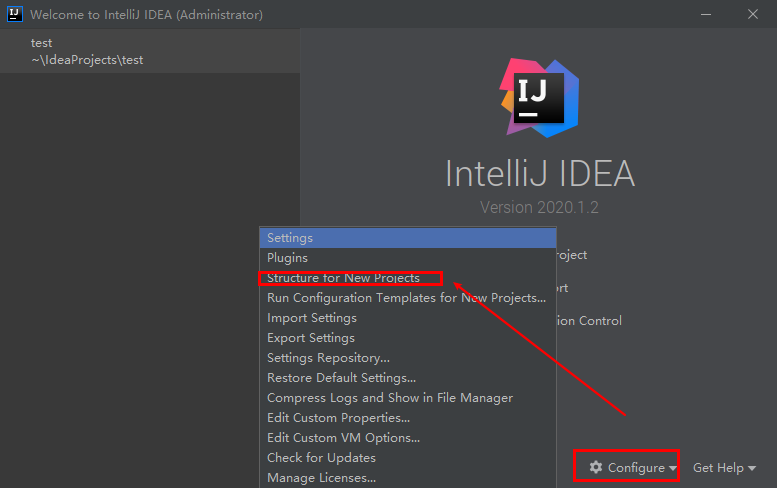 Welcome to IntelliJ IDEA (Administrator)
test
~\IdeaProjects\test
IJ
IntelliJ IDEA
Version 2020.1.2
Settings
Plugins
Structure for New Projects
Run Configuration Templates for New Projects...
Import Settings
Export Settings
Settings Repository...
Restore Default Settings...
Compress Logs and Show in File Manager
Edit Custom Properties...
Edit Custom VM Options...
Check for Updates
Manage Licenses...
roject
ort
ion Control
Configure
Get Help